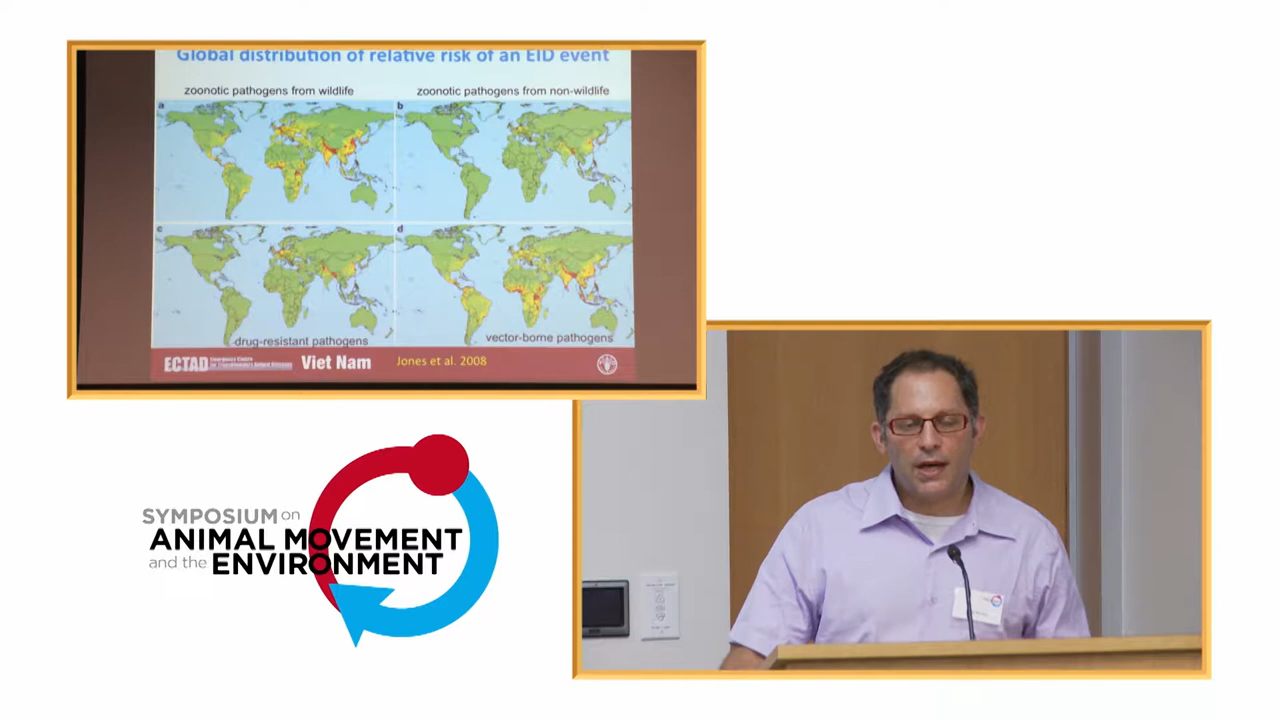 Global distribution of relative risk of an EID event
zoonotic pathogens from wildlife
zoonotic pathogens from non-wildlife
a
b
c
d
drug-resistant pathogens
vector-borne pathogens
ECTAD
Viet Nam
Jones et al. 2008
SYMPOSIUM on
ANIMAL MOVEMENT
and the ENVIRONMENT